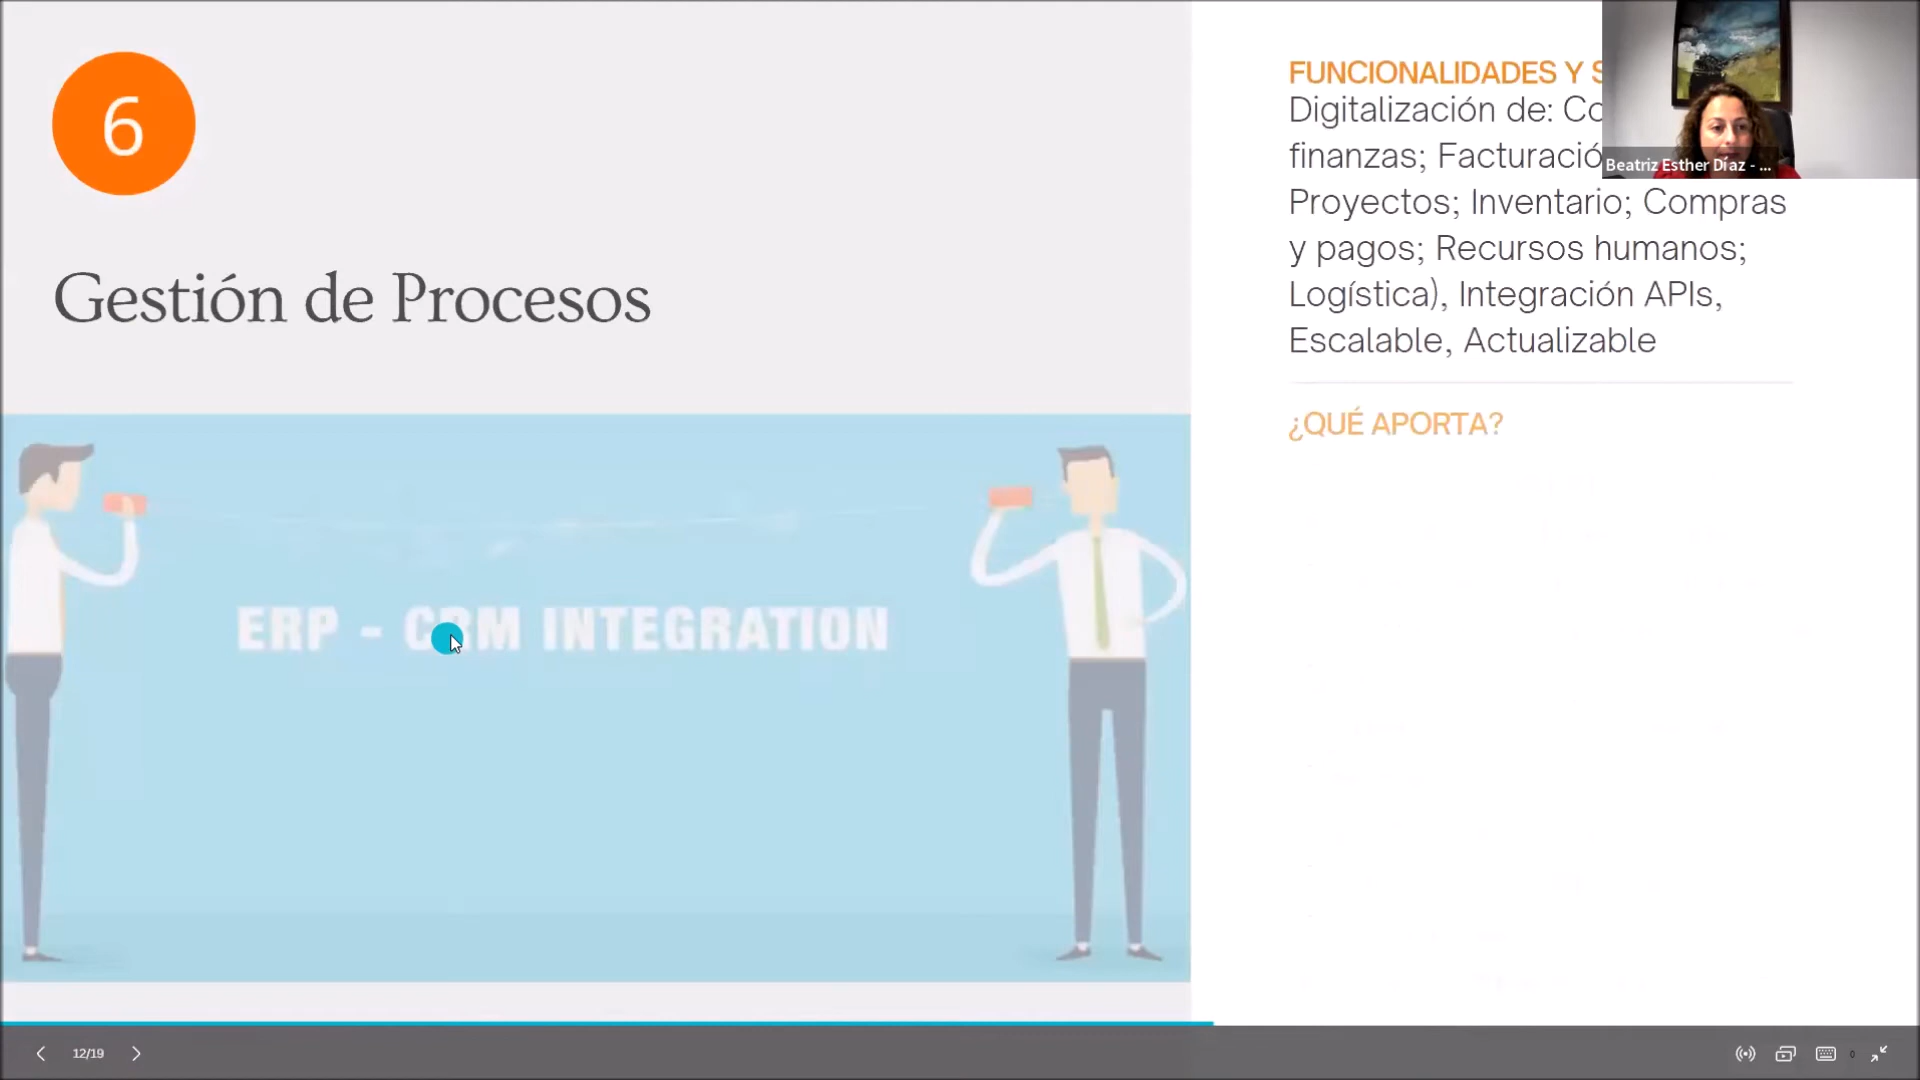 6
Gestión de Procesos
ERP - CRM INTEGRATION
FUNCIONALIDADES Y
Digitalización de:
finanzas;
Proyectos; Inventario; Compras
y pagos; Recursos humanos;
Logística), Integración APIs,
Escalable, Actualizable
¿QUÉ APORTA?
Beatriz Esther Díaz - ...
12/19
0